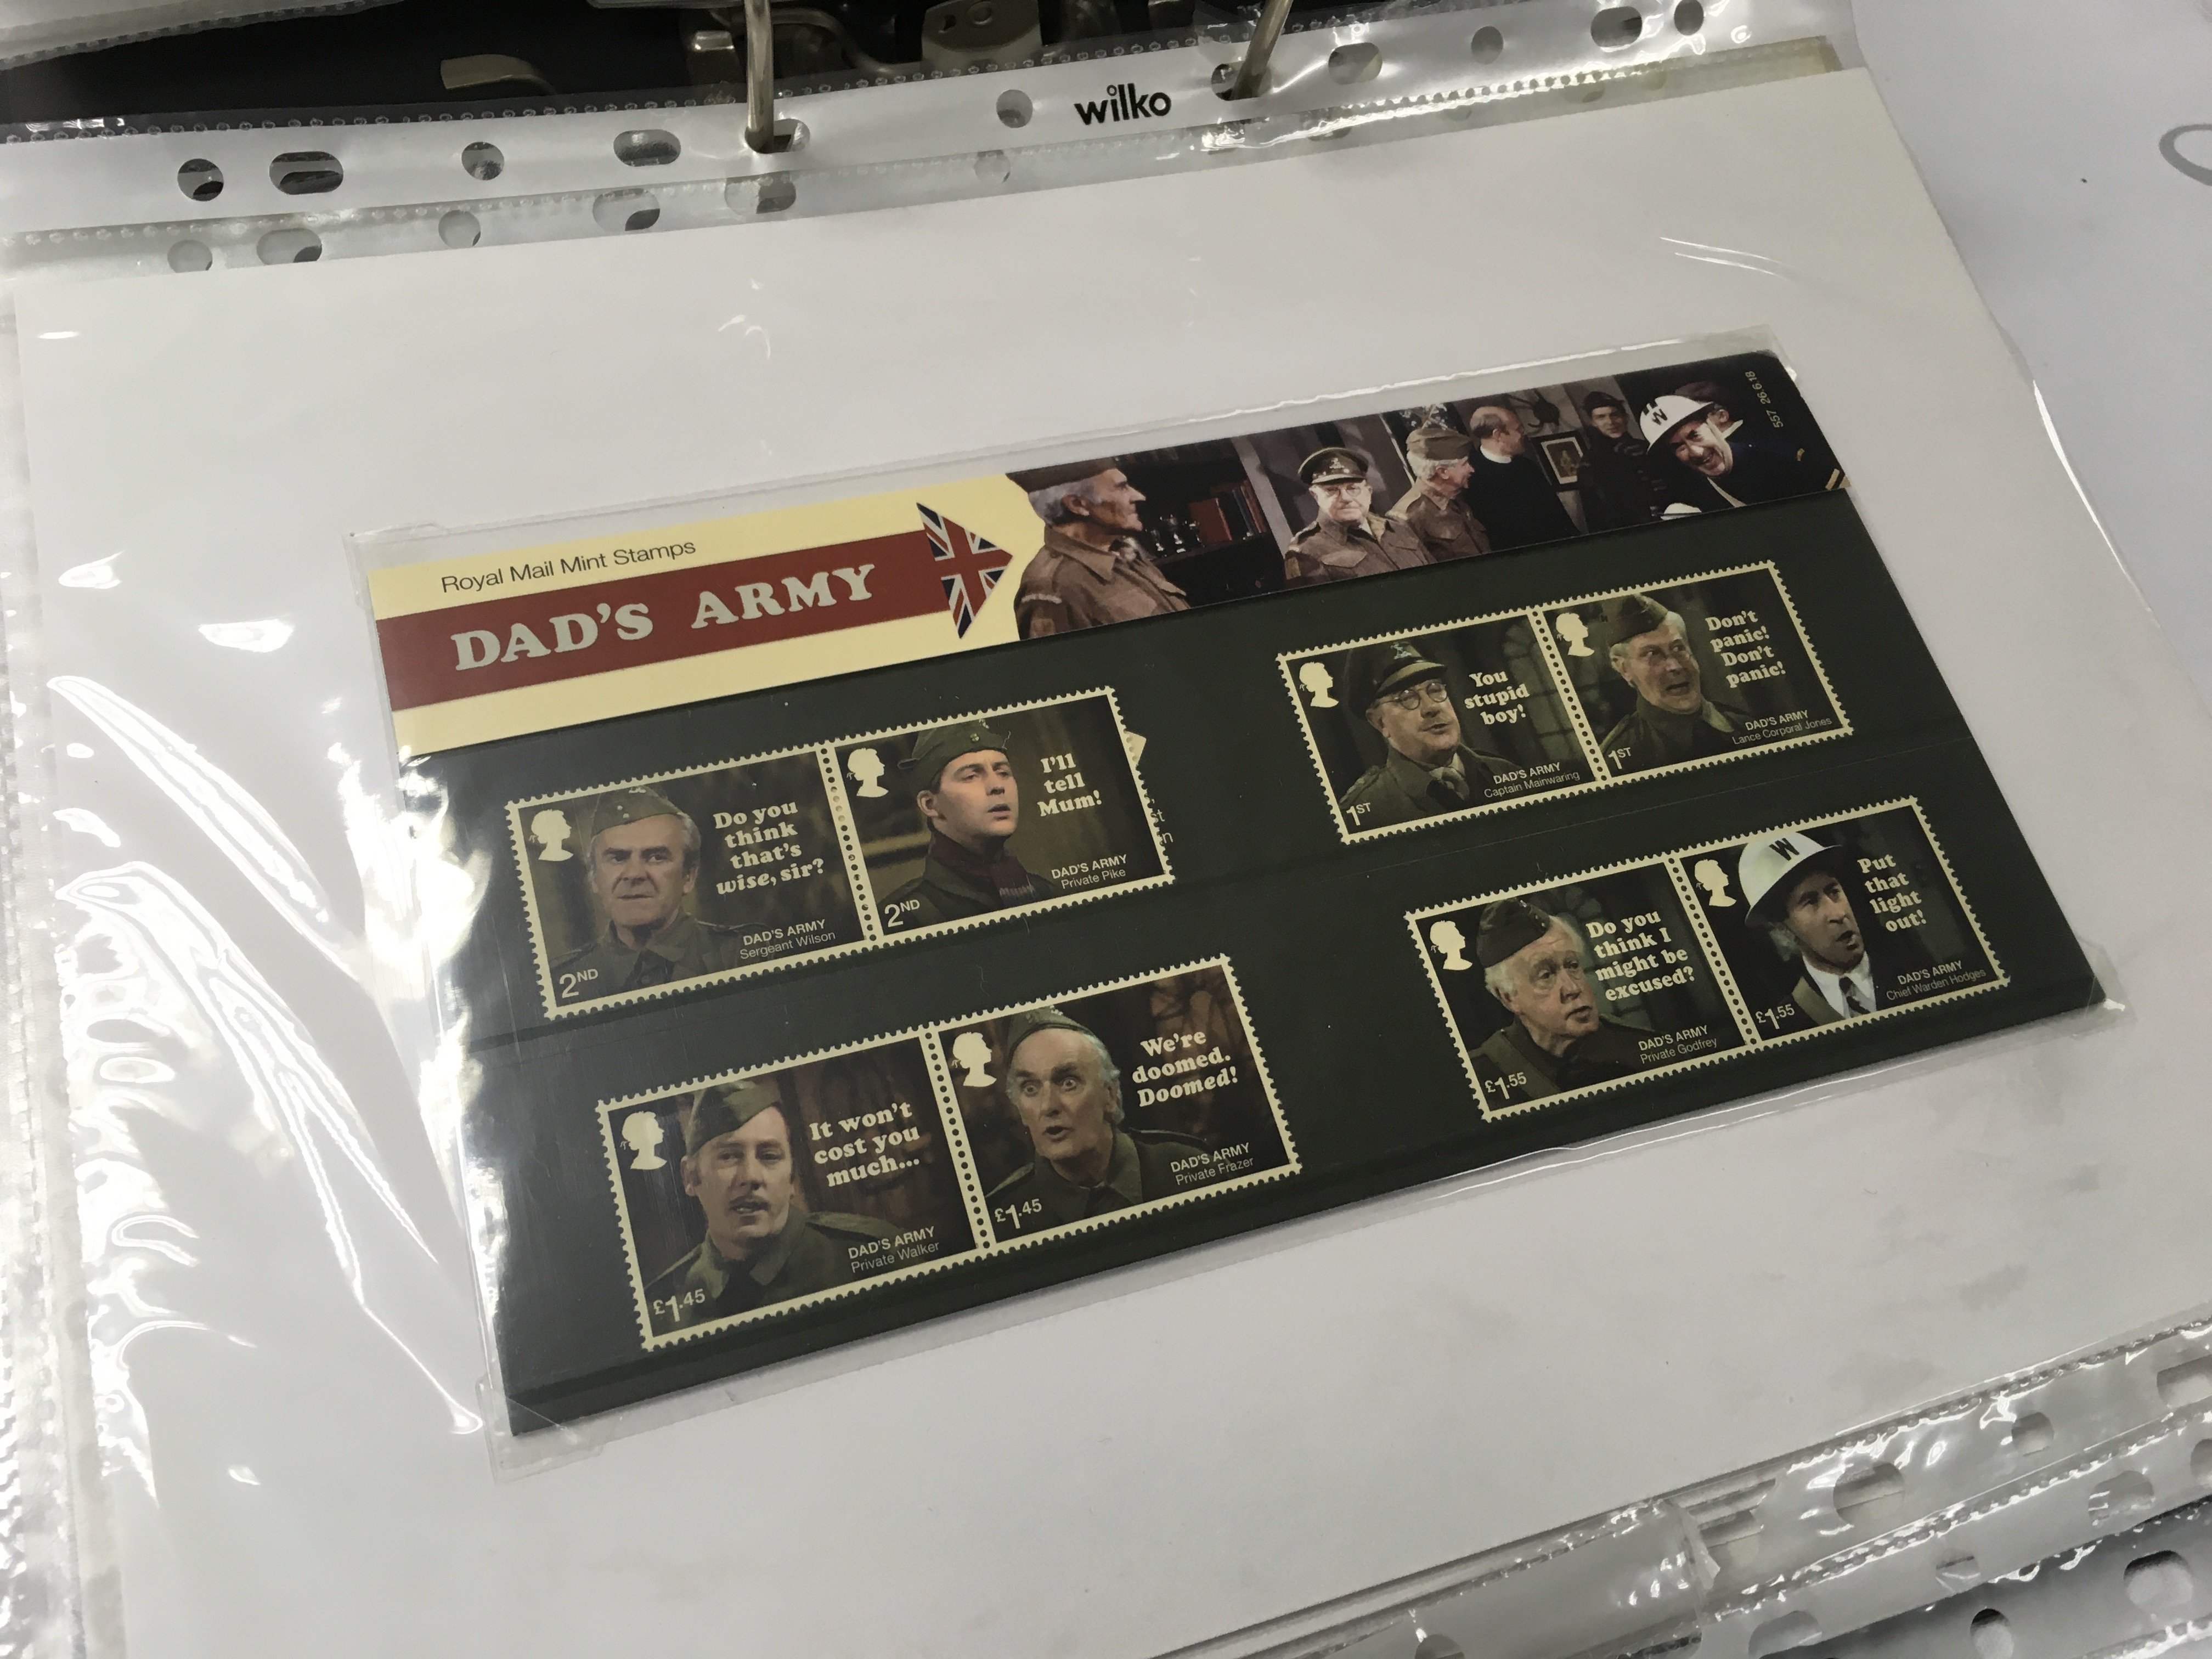 wilko
557 26.6.18
Royal Mail Mint Stamps
DAD'S ARMY
Do you
think
that's
wise, sir?
DAD'S ARMY
Sergeant Wilson
2ND
I'll
tell
Mum!
DAD'S ARMY
Private Pike
2ND
You
stupid
boy!
DAD'S ARMY
Captain Mainwaring
1ST
Don't
panic!
Don't
panic!
DAD'S ARMY
Lance Corporal Jones
1ST
It won't
cost you
much...
DAD'S ARMY
Private Walker
£1.45
We're
doomed.
Doomed!
DAD'S ARMY
Private Frazer
£1.45
Do you
think I
might be
excused?
DAD'S ARMY
Private Godfrey
£1.55
W
Put
that
light
out!
DAD'S ARMY
Chief Warden Hodges
£1.55
W